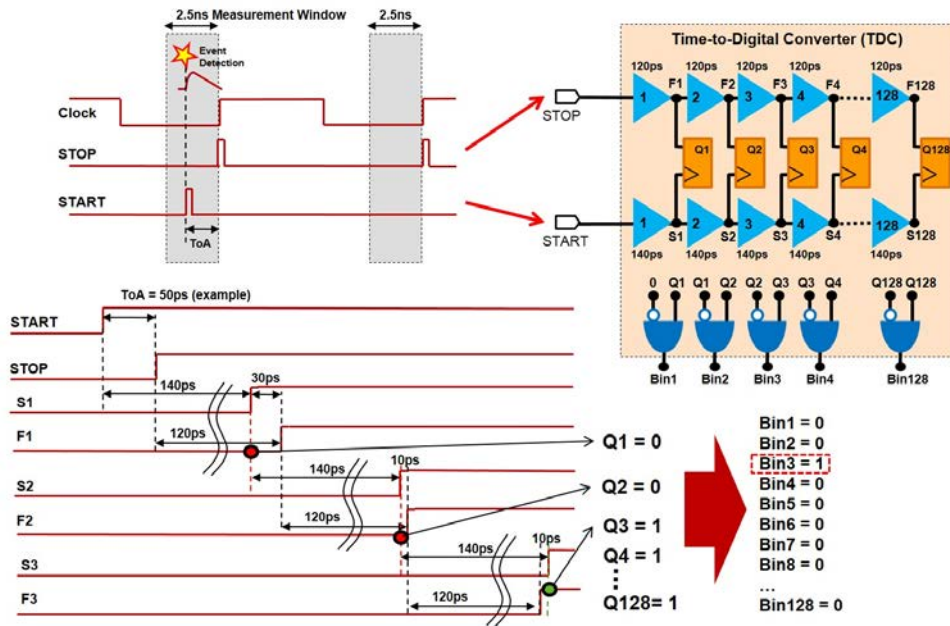 2.5ns Measurement Window
2.5ns
Event
Detection
Clock
STOP
START
ToA
Time-to-Digital Converter (TDC)
120ps 120ps 120ps 120ps 120ps
1 F1 2 F2 3 F3 4 F4 128 F128
STOP
Q1 Q2 Q3 Q4 Q128
START
1 S1 2 S2 3 S3 4 S4 128 S128
140ps 140ps 140ps 140ps 140ps
0 Q1 Q1 Q2 Q2 Q3 Q3 Q4 Q128 Q128
Bin1 Bin2 Bin3 Bin4 Bin128
ToA = 50ps (example)
START
STOP
140ps
30ps
S1
120ps
F1
140ps
10ps
S2
120ps
F2
140ps
10ps
S3
120ps
F3
Q1 = 0
Q2 = 0
Q3 = 1
Q4 = 1
Q128= 1
Bin1 = 0
Bin2 = 0
Bin3 = 1
Bin4 = 0
Bin5 = 0
Bin6 = 0
Bin7 = 0
Bin8 = 0
...
Bin128 = 0